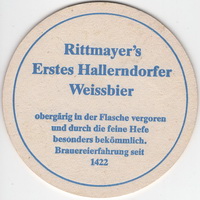 Rittmayer's
Erstes Hallerndorfer
Weissbier
obergärig in der Flasche vergoren
und durch die feine Hefe
besonders bekömmlich.
Brauereierfahrung seit
1422